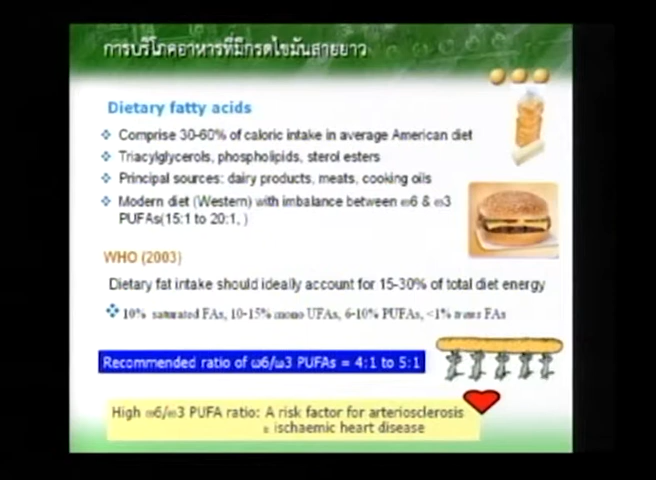 การบริโภคอาหารที่มีกรดไขมันสายยาว
Dietary fatty acids
Comprise 30-60% of caloric intake in average American diet
Triacylglycerols, phospholipids, sterol esters
Principal sources: dairy products, meats, cooking oils
Modern diet (Western) with imbalance between ω6 & ω3
PUFAs(15:1 to 20:1, )
WHO (2003)
Dietary fat intake should ideally account for 15-30% of total diet energy
10% saturated FAs, 10-15% mono UFAs, 6-10% PUFAs, <1% trans FAs
Recommended ratio of ω6/ω3 PUFAs = 4:1 to 5:1
High ω6/ω3 PUFA ratio: A risk factor for arteriosclerosis
ischaemic heart disease